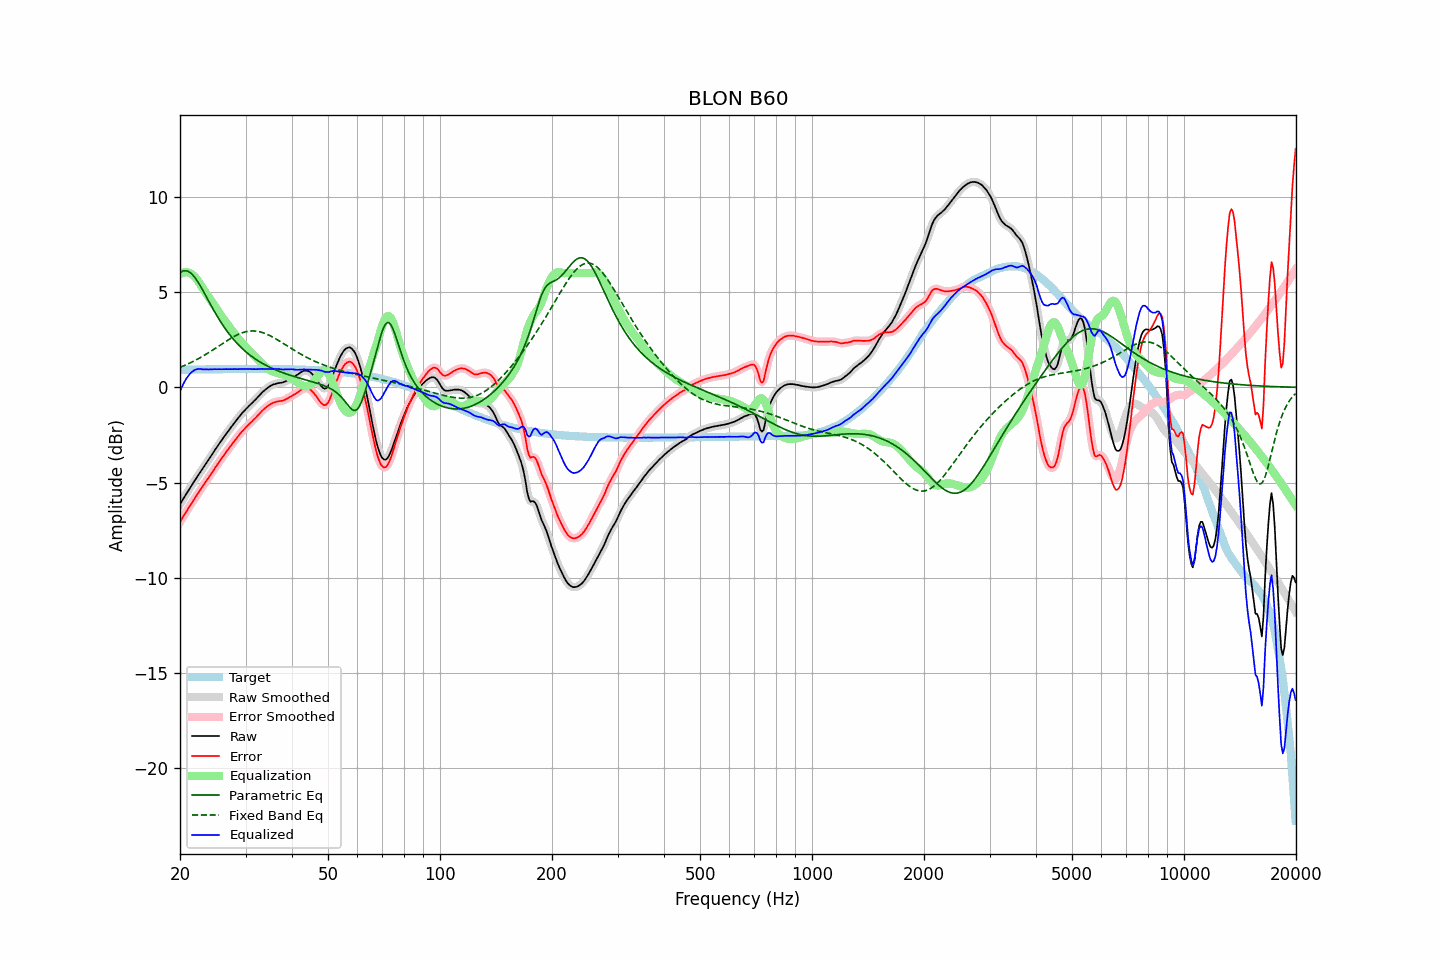 BLON B60
Amplitude (dBr)
10
5
0
−5
−10
−15
−20
Target
Raw Smoothed
Error Smoothed
Raw
Error
Equalization
Parametric Eq
Fixed Band Eq
Equalized
20 50 100 200 500 1000 2000 5000 10000 20000
Frequency (Hz)